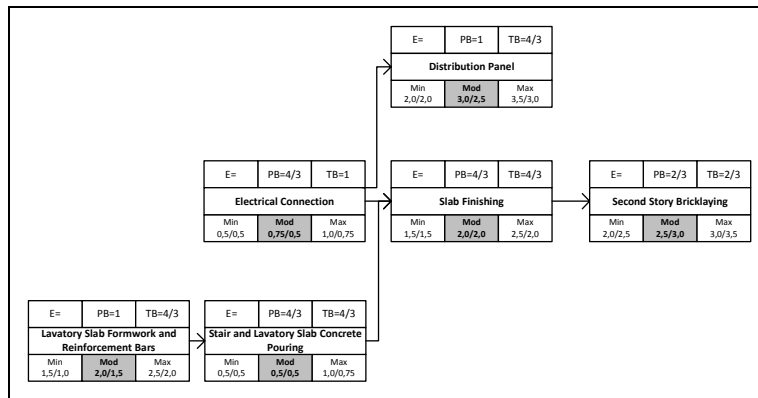 E=
PB=1
TB=4/3
Distribution Panel
Min
2,0/2,0
Mod
3,0/2,5
Max
3,5/3,0
E=
PB=4/3
TB=1
Electrical Connection
Min
0,5/0,5
Mod
0,75/0,5
Max
1,0/0,75
E=
PB=4/3
TB=4/3
Slab Finishing
Min
1,5/1,5
Mod
2,0/2,0
Max
2,5/2,0
E=
PB=2/3
TB=2/3
Second Story Bricklaying
Min
2,0/2,5
Mod
2,5/3,0
Max
3,0/3,5
E=
PB=1
TB=4/3
Lavatory Slab Formwork and
Reinforcement Bars
Min
1,5/1,0
Mod
2,0/1,5
Max
2,5/2,0
E=
PB=4/3
TB=4/3
Stair and Lavatory Slab Concrete
Pouring
Min
0,5/0,5
Mod
0,5/0,5
Max
1,0/0,75